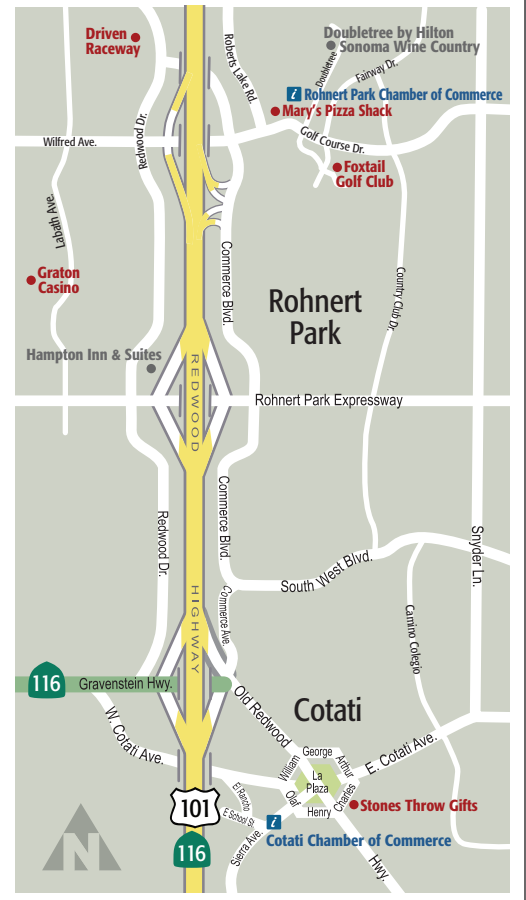 Driven
Raceway
Roberts Lake Rd.
Doubletree by Hilton
Sonoma Wine Country
Doubletree
Fairway Dr.
i Rohnert Park Chamber of Commerce
Mary's Pizza Shack
Redwood Dr.
Wilfred Ave.
Golf Course Dr.
Foxtail
Golf Club
Labath Ave.
Graton
Casino
Commerce Blvd.
Country Club Dr.
Rohnert
Park
Hampton Inn & Suites
REDWOOD
Rohnert Park Expressway
Redwood Dr.
Commerce Blvd.
Snyder Ln.
South West Blvd.
HIGHWAY
Commerce Ave.
Camino Colegio
116
Gravenstein Hwy.
Old Redwood
Cotati
W. Cotati Ave.
E. Cotati Ave.
George
William
Arthur
La
Plaza
Olaf
Charles
Henry
El Rancho
E School St.
Stones Throw Gifts
101
i
Cotati Chamber of Commerce
Sierra Ave.
Hwy.
116
N